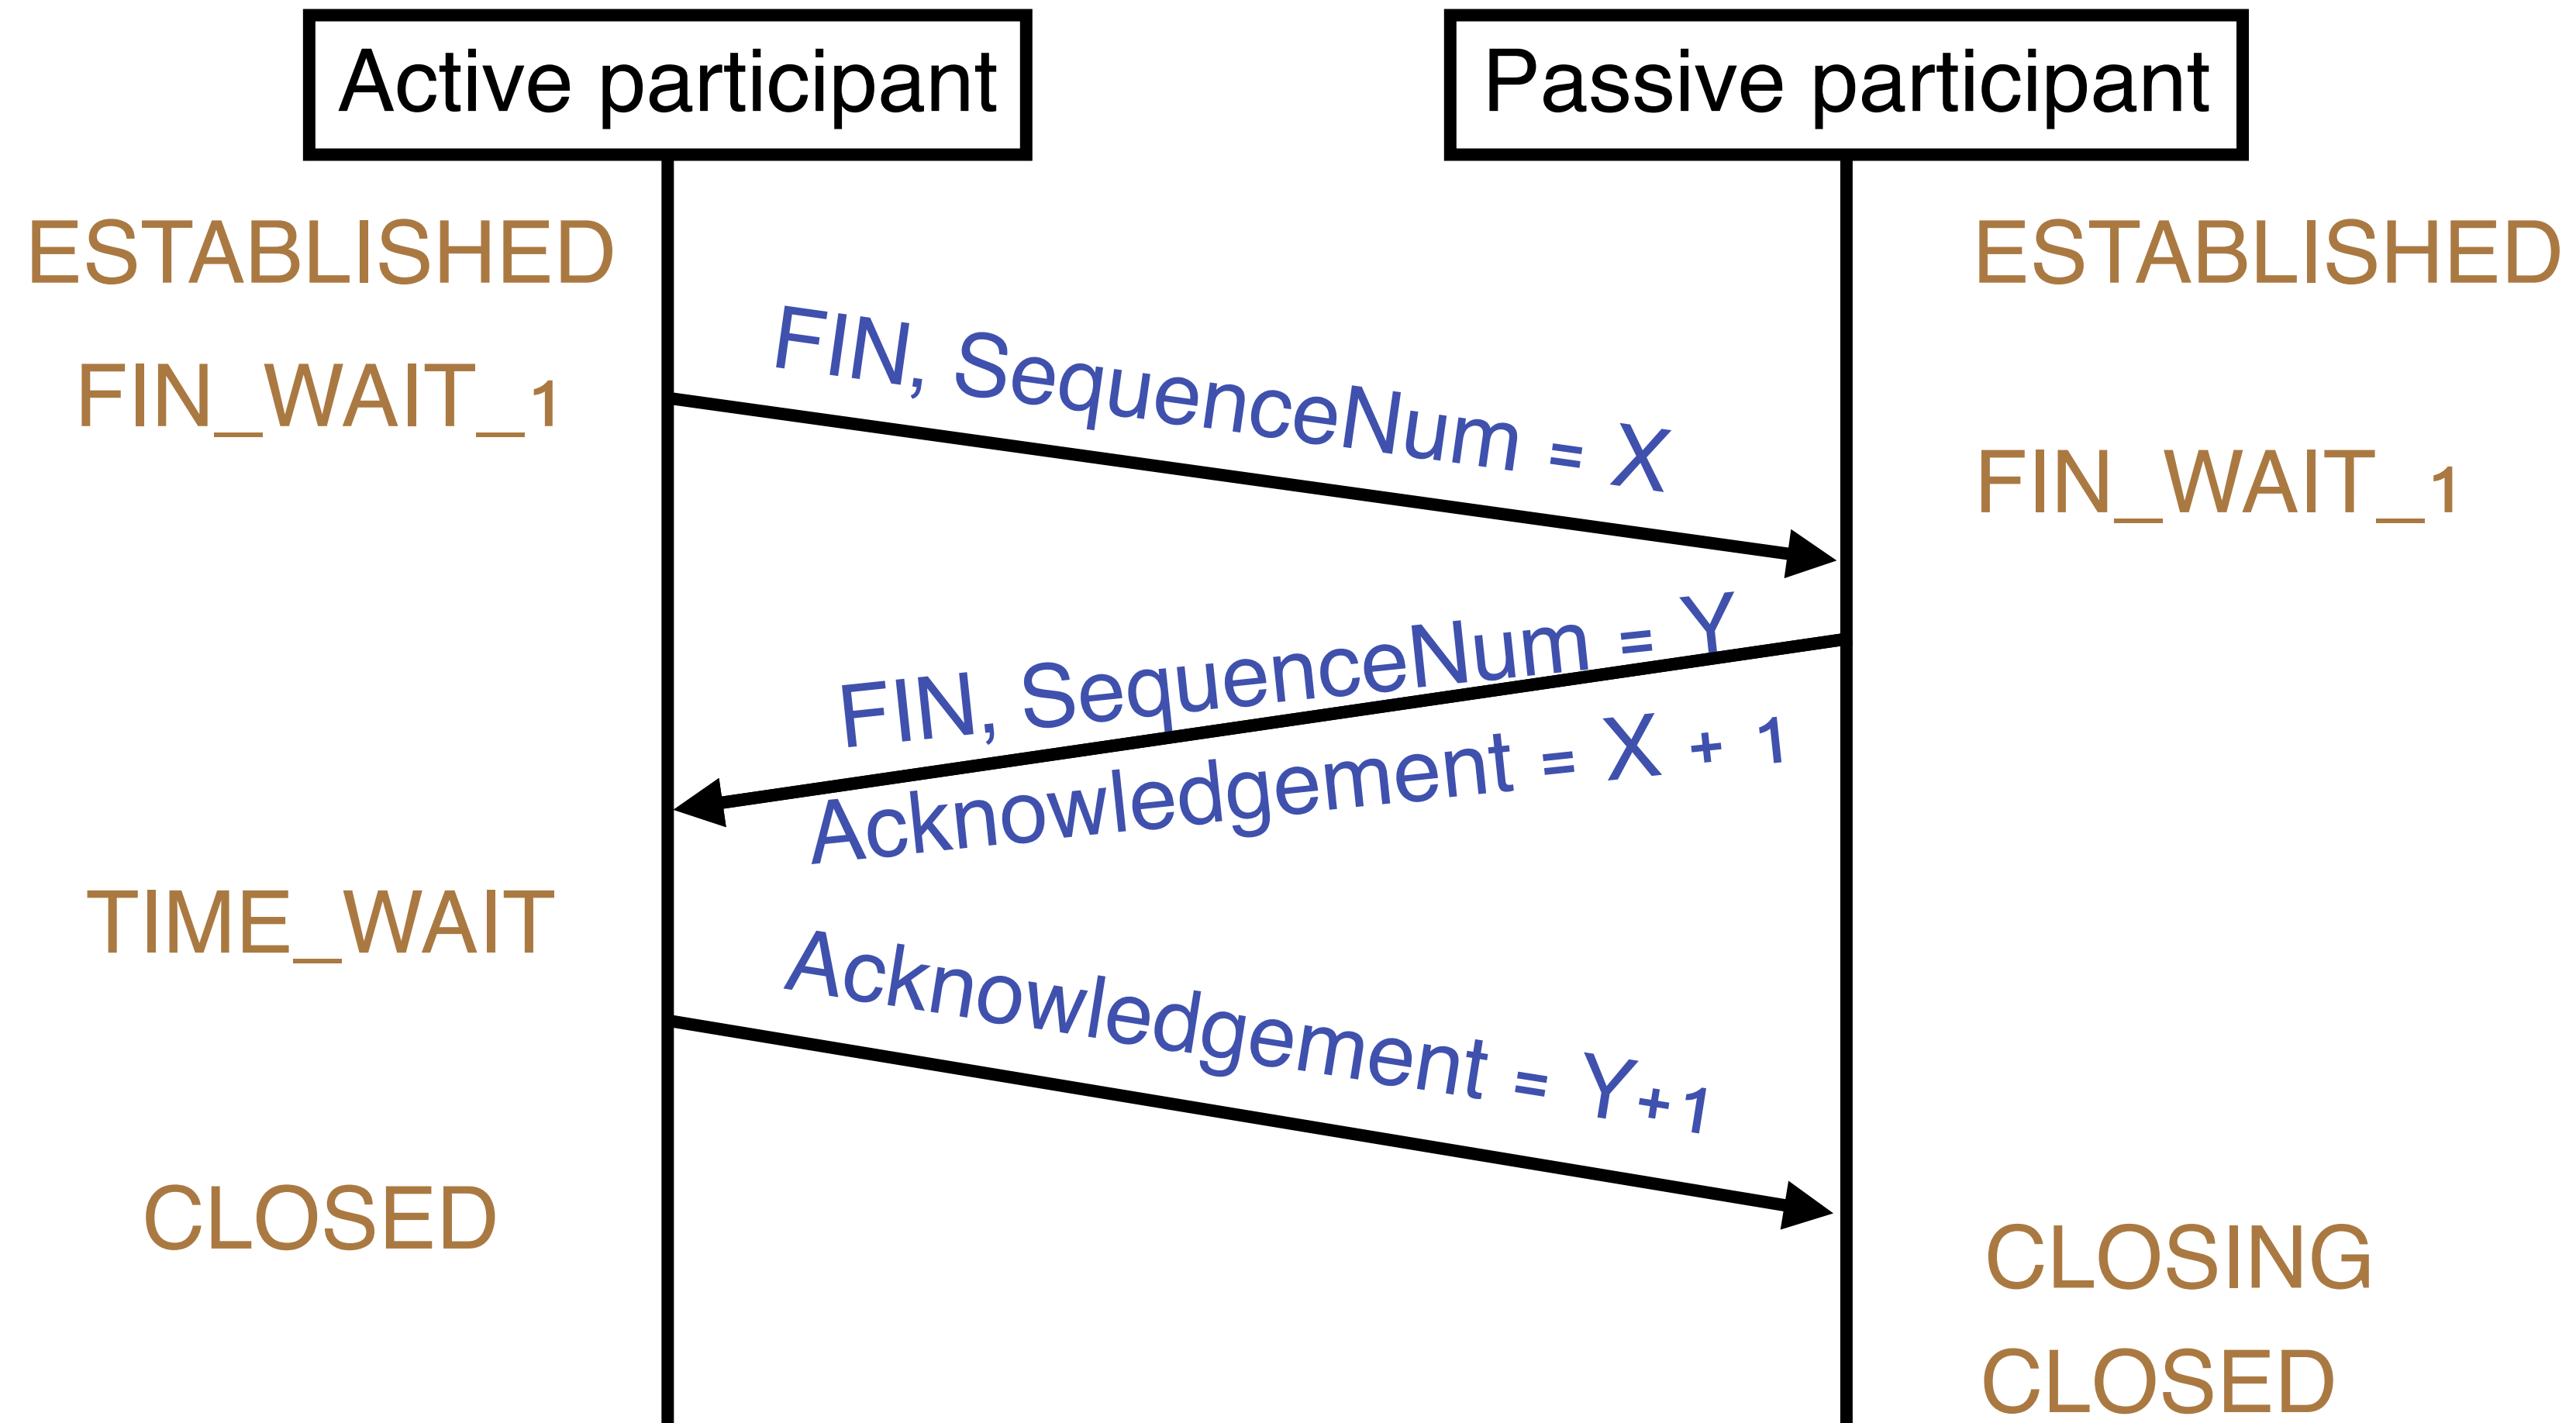 Active participant
Passive participant
ESTABLISHED
ESTABLISHED
FIN_WAIT_1
FIN, SequenceNum = X
FIN_WAIT_1
FIN, SequenceNum = Y
Acknowledgement = X + 1
TIME_WAIT
Acknowledgement = Y+1
CLOSED
CLOSING
CLOSED